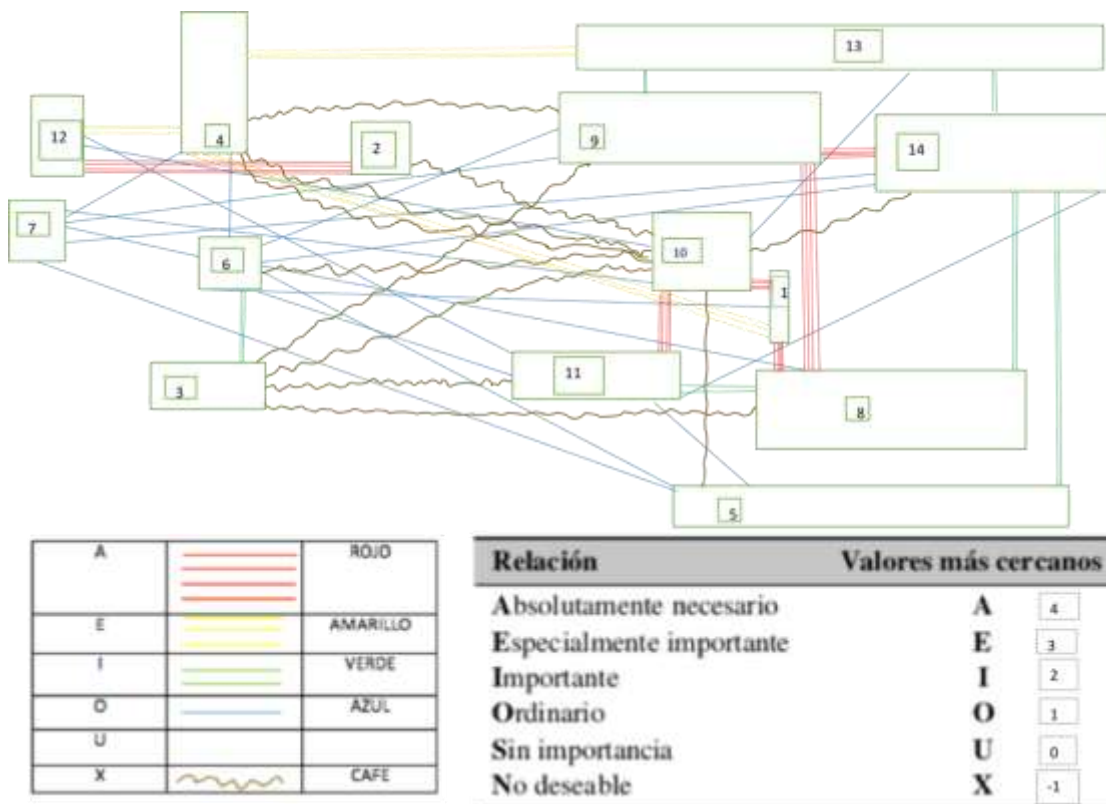 13
12
4
2
9
14
7
6
10
1
3
11
8
5
A ROJO
E AMARILLO
I VERDE
O AZUL
U
X CAFE
Relación Valores más cercanos
Absolutamente necesario A 4
Especialmente importante E 3
Importante I 2
Ordinario O 1
Sin importancia U 0
No deseable X -1